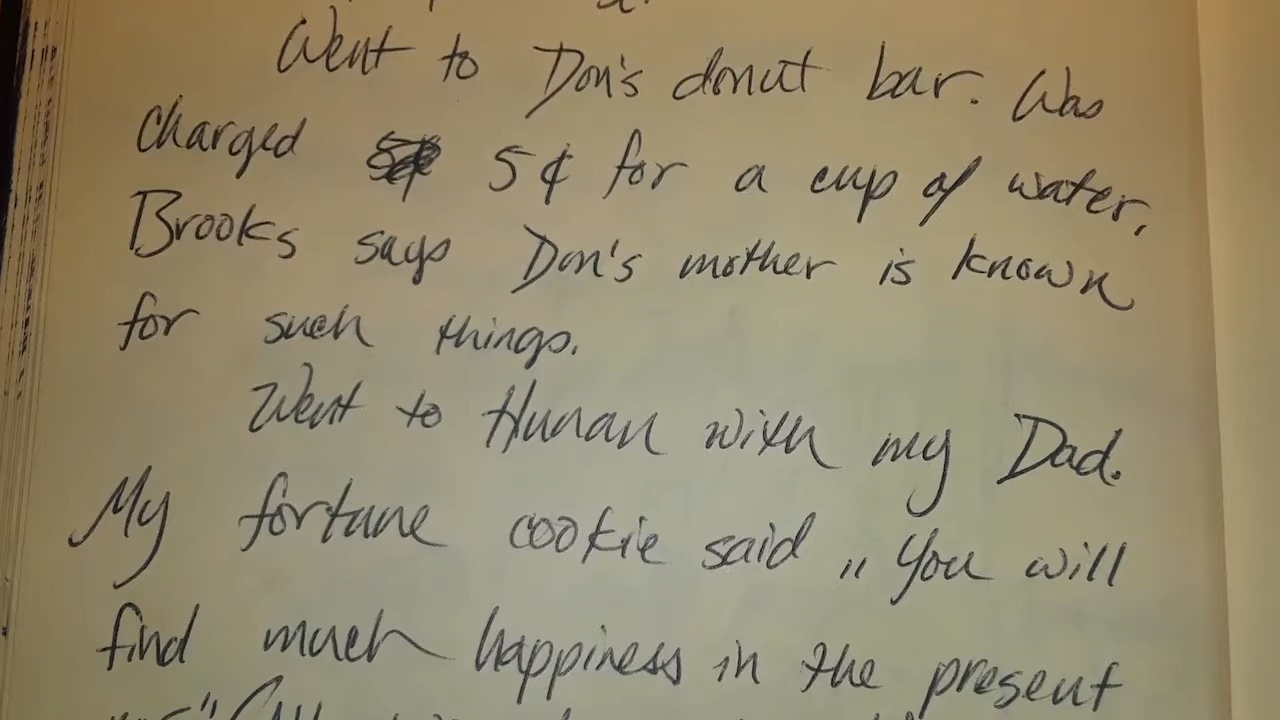 Went to Don's donut bar. Was
charged 5¢ for a cup of water,
Brooks says Don's mother is known
for such things.
Went to Hunan with my Dad.
My fortune cookie said „ You will
find much happiness in the present